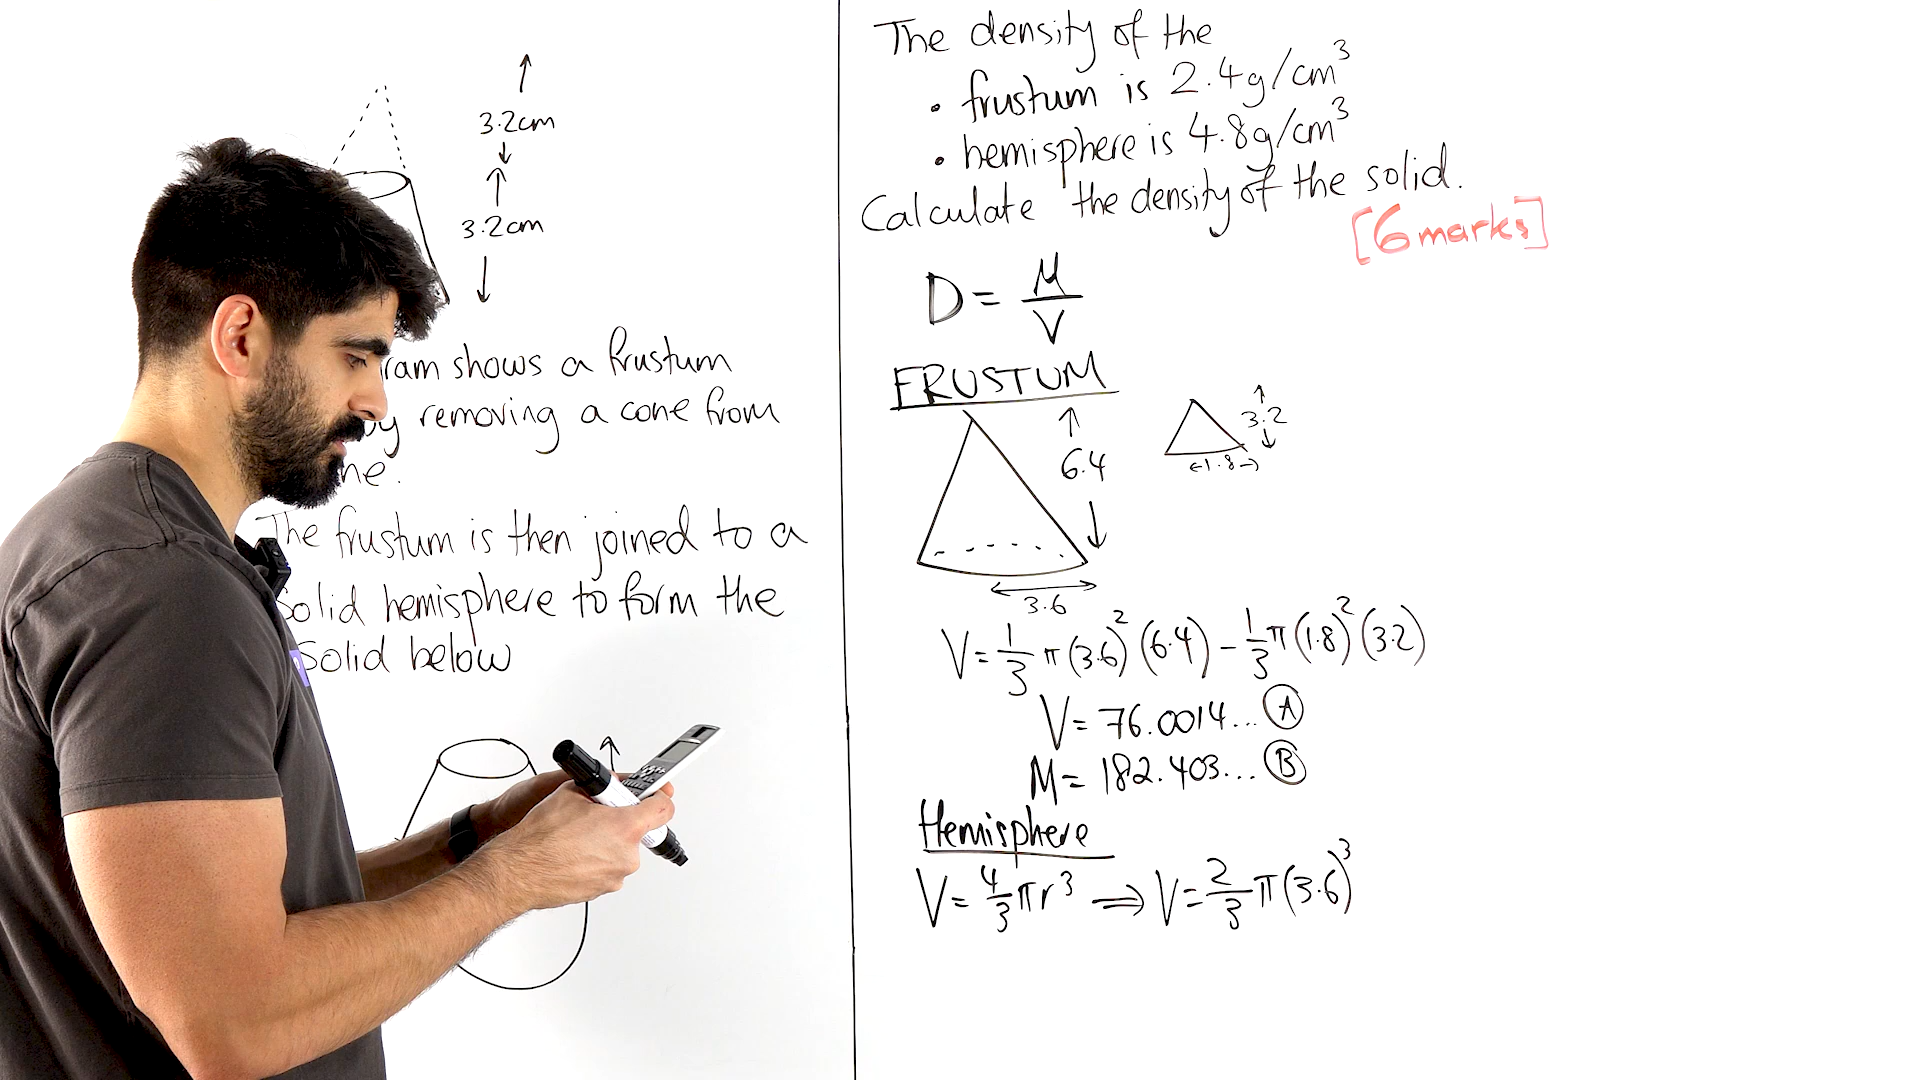 3.2cm
3.2cm
ram shows a frustum
by removing a cone from
ne.
The frustum is then joined to a
Solid hemisphere to form the
Solid below
The density of the
• frustum is 2.4g/cm³
• hemisphere is 4.8g/cm³
Calculate the density of the solid.
[6 marks]
D = M/V
FRUSTUM
6.4
3.6
3.2
1.8
V = 1/3 π (3.6)² (6.4) - 1/3 π (1.8)² (3.2)
V = 76.0014... Ⓐ
M = 182.403... Ⓑ
Hemisphere
V = 4/3 πr³ ⟹ V = 2/3 π (3.6)³